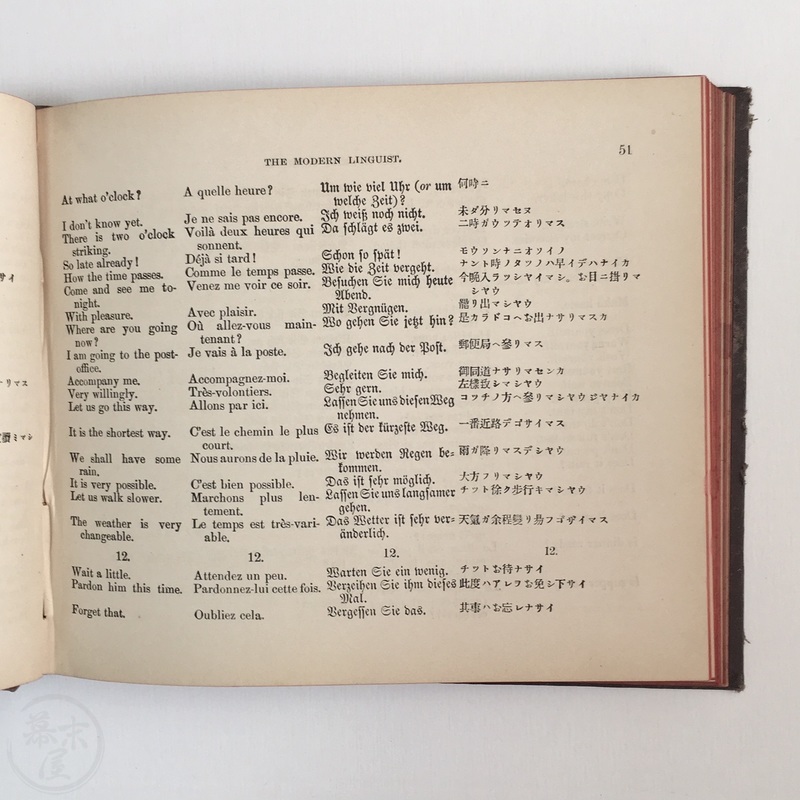 サイ
リマス
ミマシ
THE MODERN LINGUIST.
51
At what o'clock?
I don't know yet.
There is two o'clock
striking.
So late already!
How the time passes.
Come and see me to-
night.
With pleasure.
Where are you going
now?
I am going to the post-
office.
Accompany me.
Very willingly.
Let us go this way.
It is the shortest way.
We shall have some
rain.
It is very possible.
Let us walk slower.
The weather is very
changeable.
12.
Wait a little.
Pardon him this time.
Forget that.
A quelle heure?
Je ne sais pas encore.
Voilà deux heures qui
sonnent.
Déjà si tard!
Comme le temps passe.
Venez me voir ce soir.
Avec plaisir.
Où allez-vous main-
tenant?
Je vais à la poste.
Accompagnez-moi.
Très-volontiers.
Allons par ici.
C'est le chemin le plus
court.
Nous aurons de la pluie.
C'est bien possible.
Marchons plus len-
tement.
Le temps est très-vari-
able.
12.
Attendez un peu.
Pardonnez-lui cette fois.
Oubliez cela.
Um wie viel Uhr (or um
welche Zeit)?
Ich weiß noch nicht.
Da schlägt es zwei.
Schon so spät!
Wie die Zeit vergeht.
Besuchen Sie mich heute
Abend.
Mit Vergnügen.
Wo gehen Sie jetzt hin?
Ich gehe nach der Post.
Begleiten Sie mich.
Sehr gern.
Lassen Sie uns diesen Weg
nehmen.
Es ist der kürzeste Weg.
Wir werden Regen be-
kommen.
Das ist sehr möglich.
Lassen Sie uns langsamer
gehen.
Das Wetter ist sehr ver-
änderlich.
12.
Warten Sie ein wenig.
Verzeihen Sie ihm dieses
Mal.
Vergessen Sie das.
何時ニ
未ダ分リマセヌ
二時ガウツテオリマス
モウソンナニオソイノ
ナント時ノタツノハ早イデハナイカ
今晩入ラツシヤイマシ。お目ニ掛リマ
シヤウ
罷リ出マシヤウ
是カラドコヘお出ナサリマスカ
郵便局ヘ參リマス
御同道ナサリマセンカ
左樣致シマシヤウ
コツチノ方ヘ參リマシヤウジヤナイカ
一番近路デゴサイマス
雨ガ降リマスデシヤウ
大方フリマシヤウ
チツト徐ク歩行キマシヤウ
天氣ガ余程變リ易フゴザイマス
12.
チツトお待ナサイ
此度ハアレヲお免シ下サイ
其事ハお忘レナサイ
幕末屋